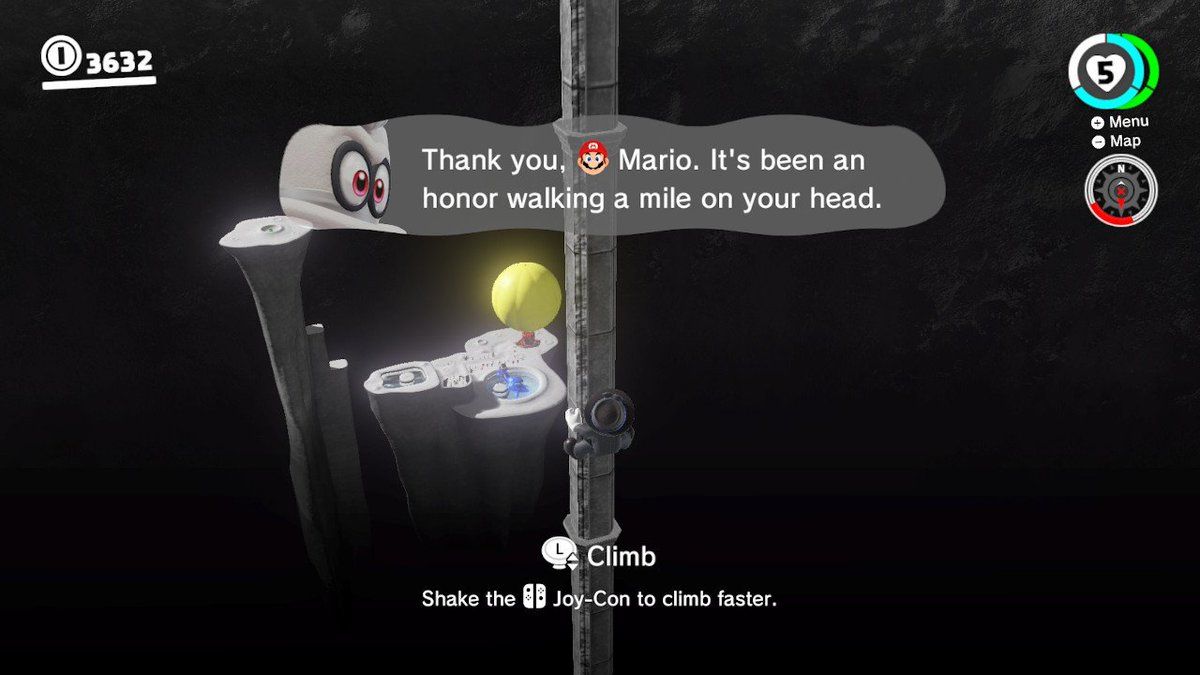 3632
5
+ Menu
- Map
N
Thank you, Mario. It's been an
honor walking a mile on your head.
L Climb
Shake the Joy-Con to climb faster.